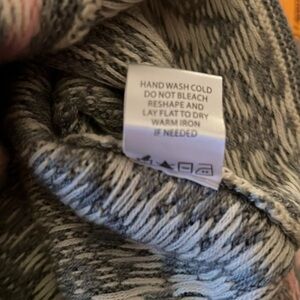 HAND WASH COLD
DO NOT BLEACH
RESHAPE AND
LAY FLAT TO DRY
WARM IRON
IF NEEDED